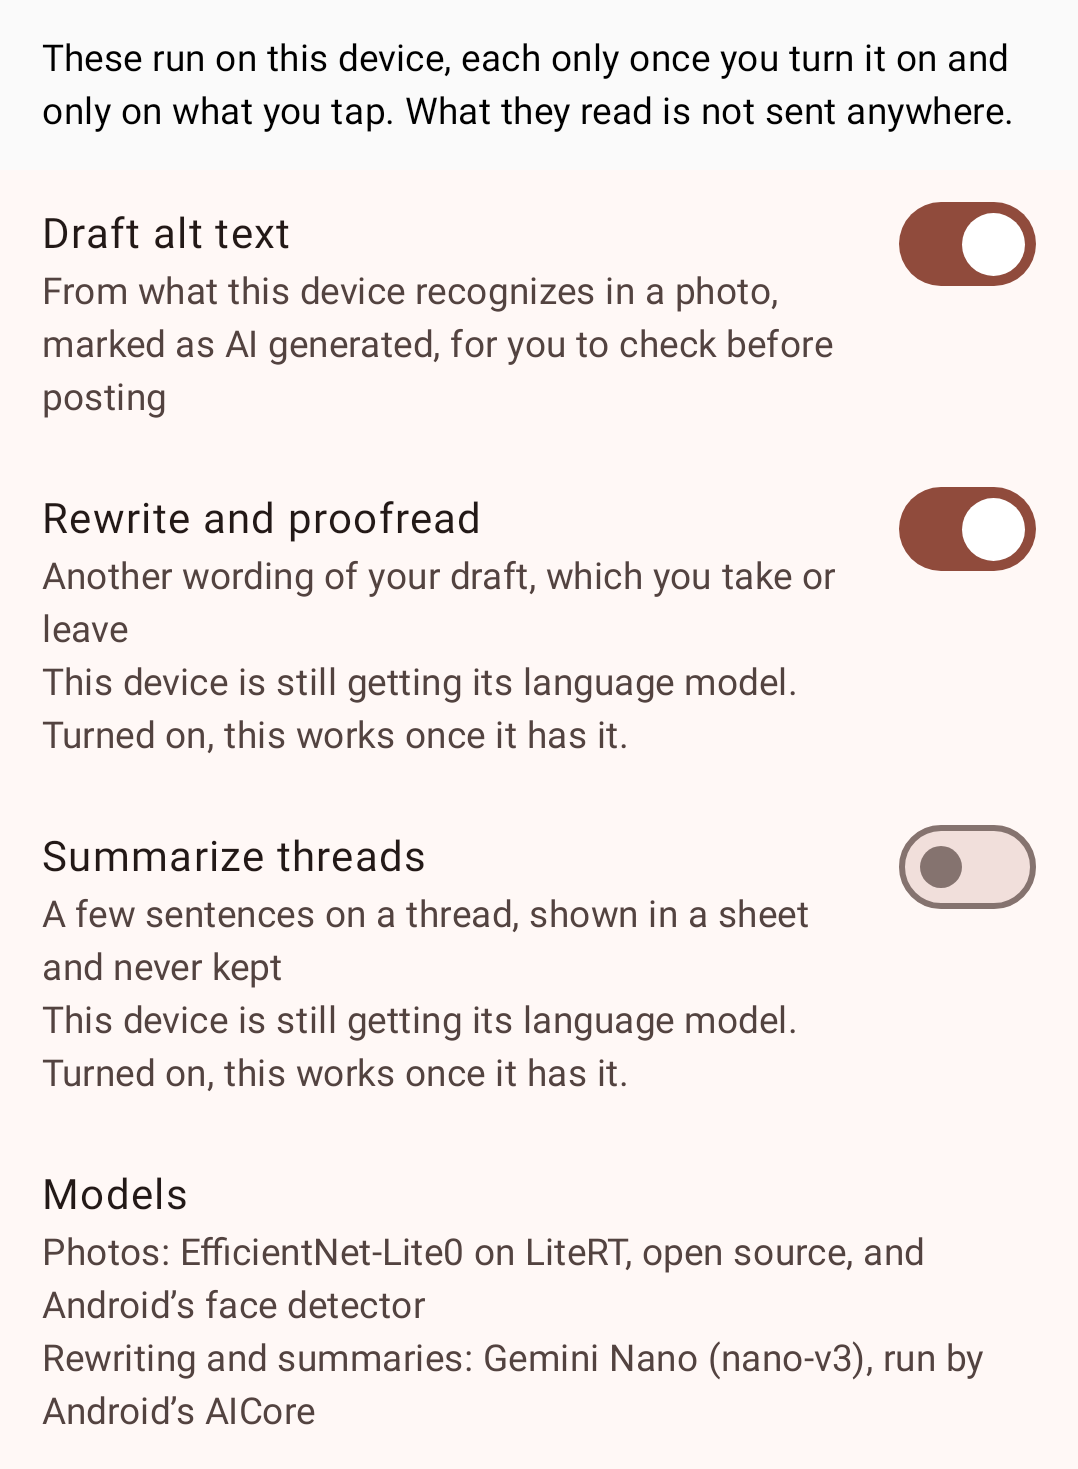 These run on this device, each only once you turn it on and
only on what you tap. What they read is not sent anywhere.
Draft alt text
From what this device recognizes in a photo,
marked as AI generated, for you to check before
posting
Rewrite and proofread
Another wording of your draft, which you take or
leave
This device is still getting its language model.
Turned on, this works once it has it.
Summarize threads
A few sentences on a thread, shown in a sheet
and never kept
This device is still getting its language model.
Turned on, this works once it has it.
Models
Photos: EfficientNet-Lite0 on LiteRT, open source, and
Android’s face detector
Rewriting and summaries: Gemini Nano (nano-v3), run by
Android’s AICore